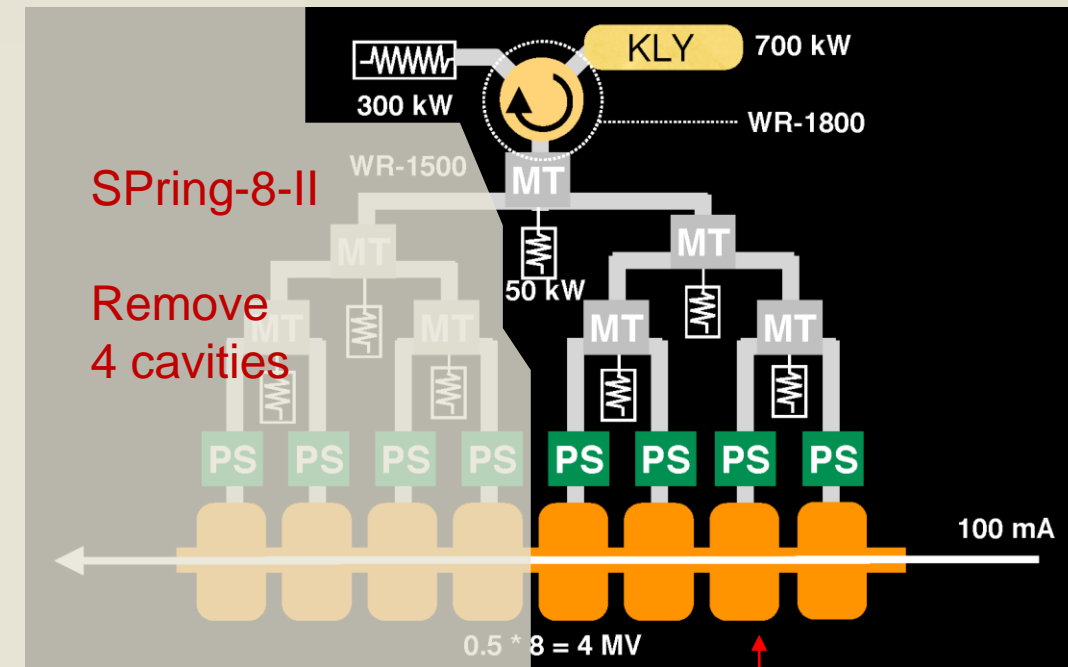 KLY 700 kW
300 kW
WR-1800
WR-1500
MT
SPring-8-II
MT MT
50 kW
Remove
4 cavities
MT MT MT MT
PS PS PS PS PS PS PS PS
100 mA
0.5 * 8 = 4 MV